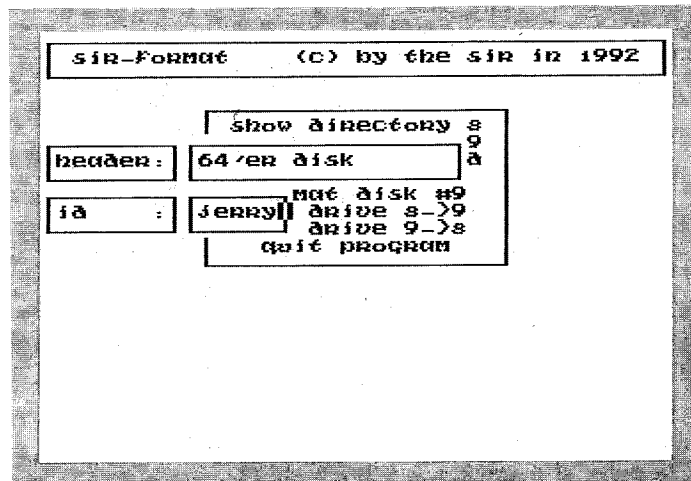 sir-format (c) by the sir in 1992
show directory 8
9
header: 64'er disk d
mat disk #9
id : jerry drive 8->9
drive 9->8
quit program